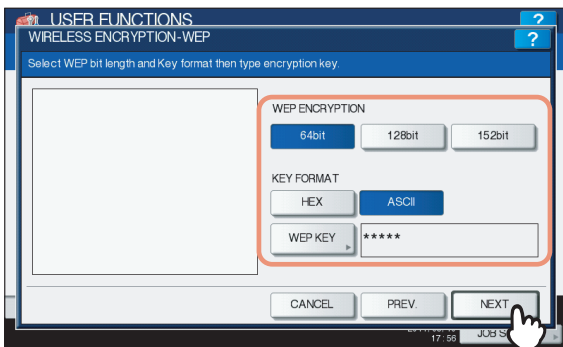 USER FUNCTIONS
?
WIRELESS ENCRYPTION-WEP
?
Select WEP bit length and Key format then type encryption key.
WEP ENCRYPTION
64bit
128bit
152bit
KEY FORMAT
HEX
ASCII
WEP KEY
*****
CANCEL
PREV.
NEXT
17:56
JOB S